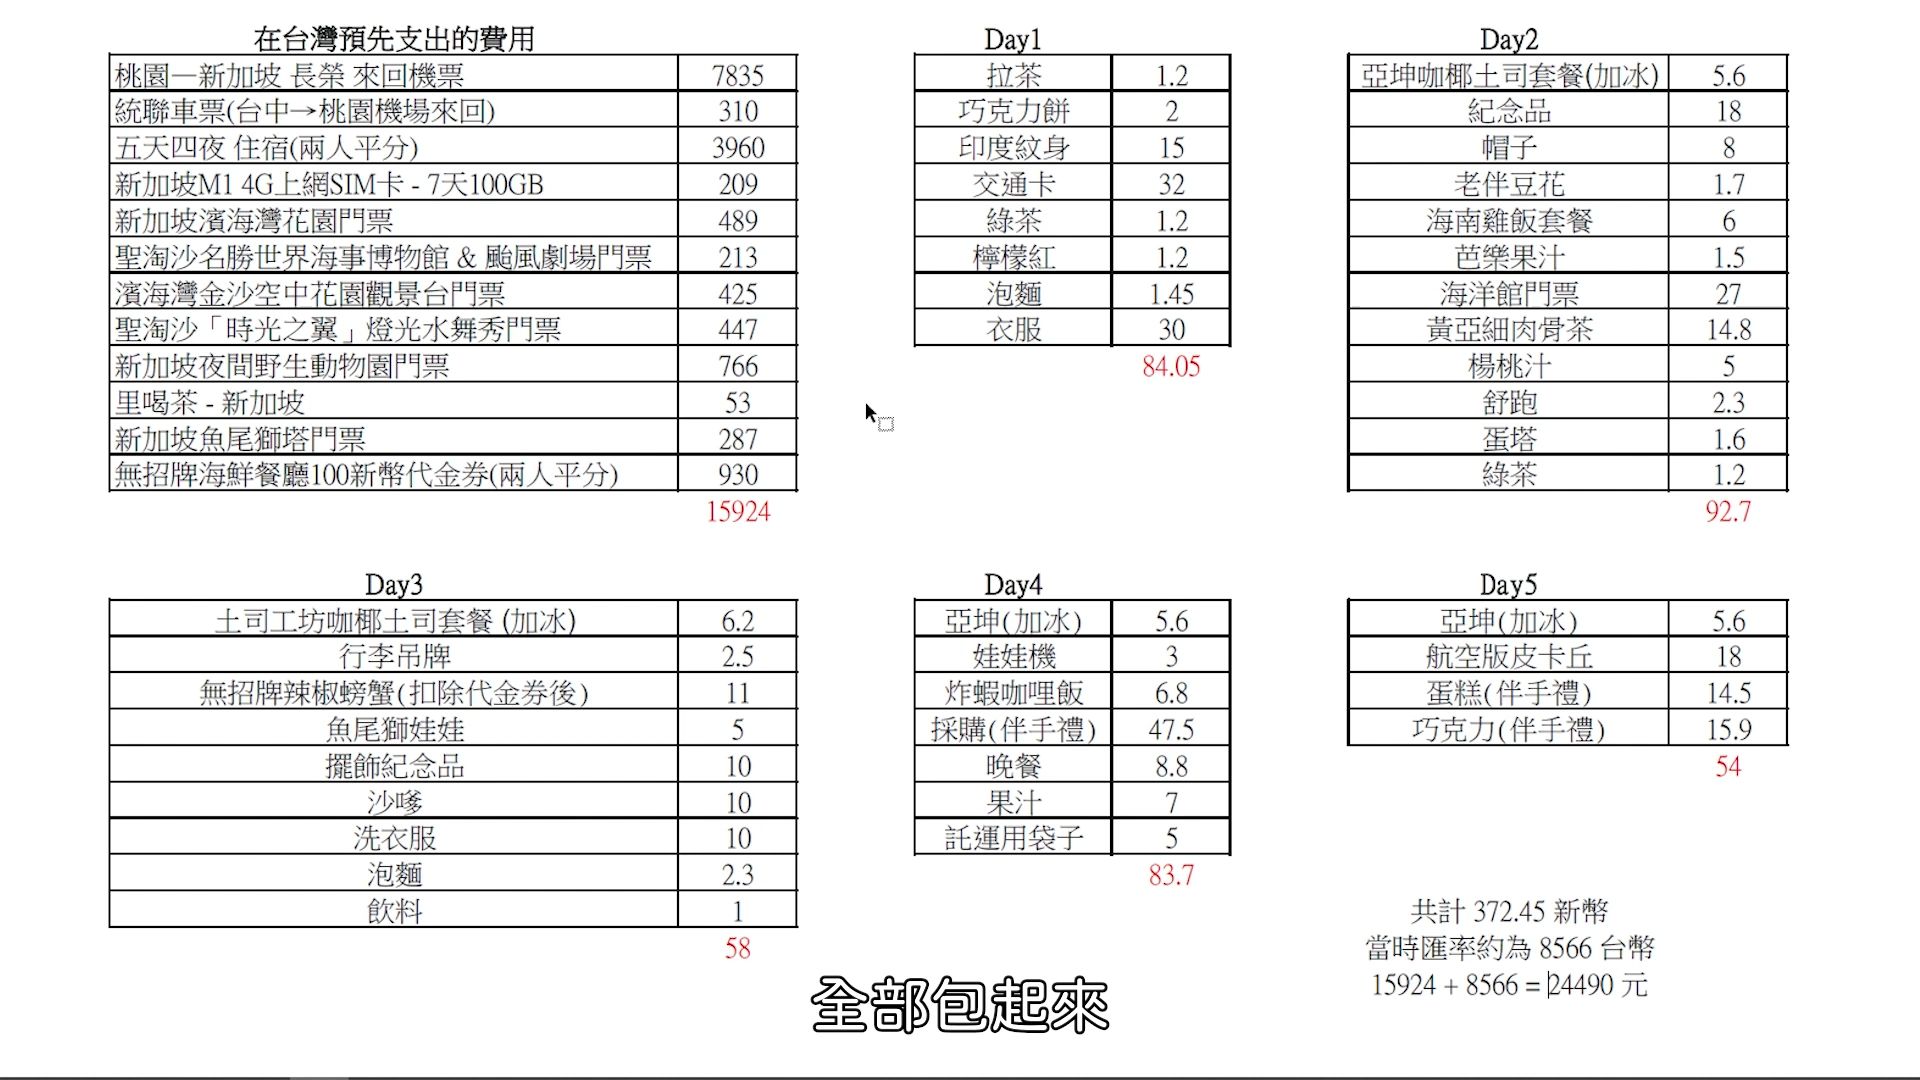 在台灣預先支出的費用
桃園—新加坡 長榮 來回機票 7835
統聯車票(台中→桃園機場來回) 310
五天四夜 住宿(兩人平分) 3960
新加坡M1 4G上網SIM卡 - 7天100GB 209
新加坡濱海灣花園門票 489
聖淘沙名勝世界海事博物館 & 颱風劇場門票 213
濱海灣金沙空中花園觀景台門票 425
聖淘沙「時光之翼」燈光水舞秀門票 447
新加坡夜間野生動物園門票 766
里喝茶 - 新加坡 53
新加坡魚尾獅塔門票 287
無招牌海鮮餐廳100新幣代金券(兩人平分) 930
15924
Day1
拉茶 1.2
巧克力餅 2
印度紋身 15
交通卡 32
綠茶 1.2
檸檬紅 1.2
泡麵 1.45
衣服 30
84.05
Day2
亞坤咖椰土司套餐(加冰) 5.6
紀念品 18
帽子 8
老伴豆花 1.7
海南雞飯套餐 6
芭樂果汁 1.5
海洋館門票 27
黃亞細肉骨茶 14.8
楊桃汁 5
舒跑 2.3
蛋塔 1.6
綠茶 1.2
92.7
Day3
土司工坊咖椰土司套餐 (加冰) 6.2
行李吊牌 2.5
無招牌辣椒螃蟹(扣除代金券後) 11
魚尾獅娃娃 5
擺飾紀念品 10
沙嗲 10
洗衣服 10
泡麵 2.3
飲料 1
58
Day4
亞坤(加冰) 5.6
娃娃機 3
炸蝦咖哩飯 6.8
採購(伴手禮) 47.5
晚餐 8.8
果汁 7
託運用袋子 5
83.7
Day5
亞坤(加冰) 5.6
航空版皮卡丘 18
蛋糕(伴手禮) 14.5
巧克力(伴手禮) 15.9
54
共計 372.45 新幣
當時匯率約為 8566 台幣
15924 + 8566 = 24490 元
全部包起來